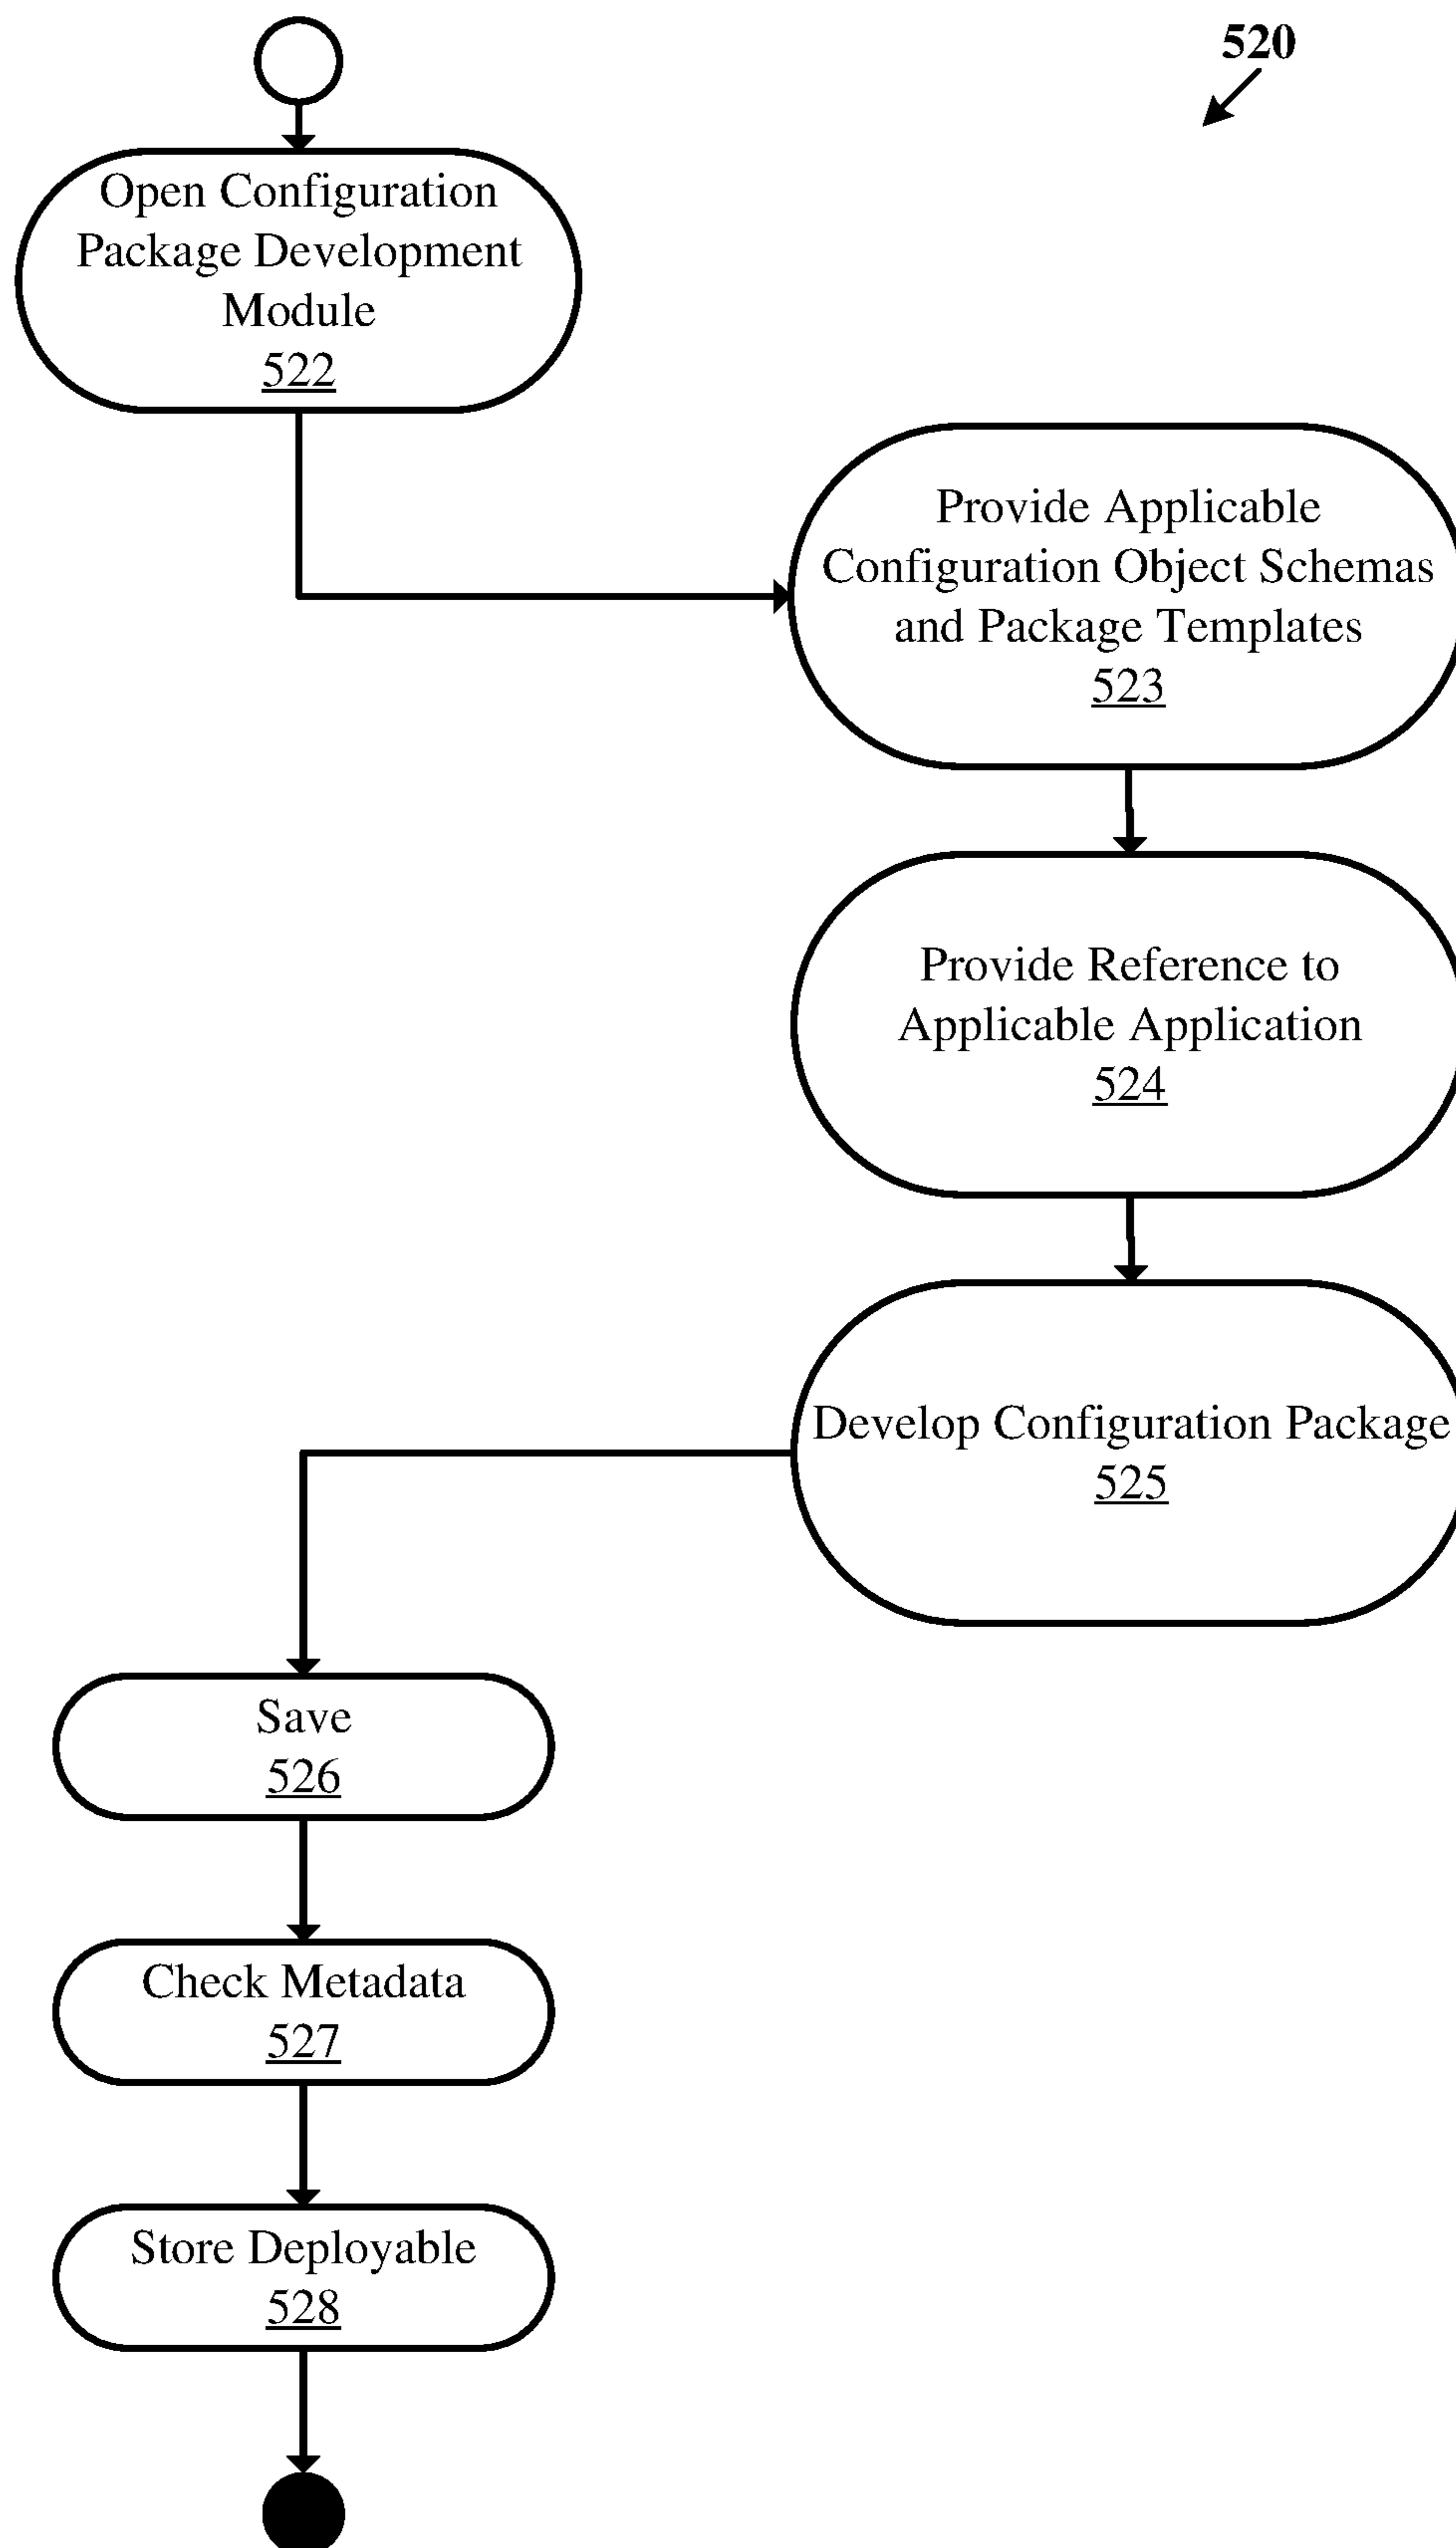 520
Open Configuration
Package Development
Module
522
Provide Applicable
Configuration Object Schemas
and Package Templates
523
Provide Reference to
Applicable Application
524
Develop Configuration Package
525
Save
526
Check Metadata
527
Store Deployable
528